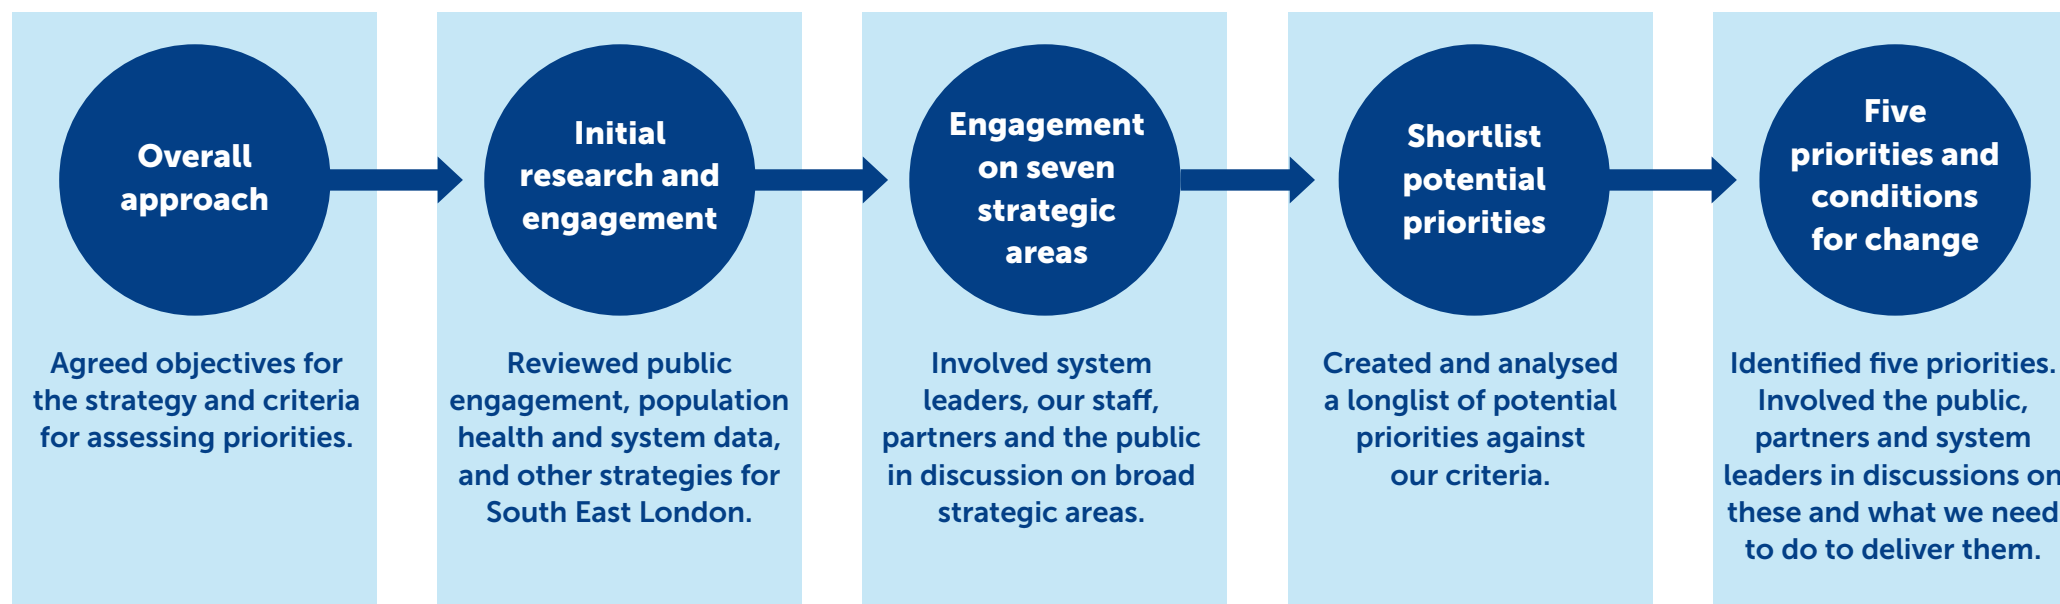 Overall
approach
Agreed objectives for
the strategy and criteria
for assessing priorities.
Initial
research and
engagement
Reviewed public
engagement, population
health and system data,
and other strategies for
South East London.
Engagement
on seven
strategic
areas
Involved system
leaders, our staff,
partners and the public
in discussion on broad
strategic areas.
Shortlist
potential
priorities
Created and analysed
a longlist of potential
priorities against
our criteria.
Five
priorities and
conditions
for change
Identified five priorities.
Involved the public,
partners and system
leaders in discussions on
these and what we need
to do to deliver them.